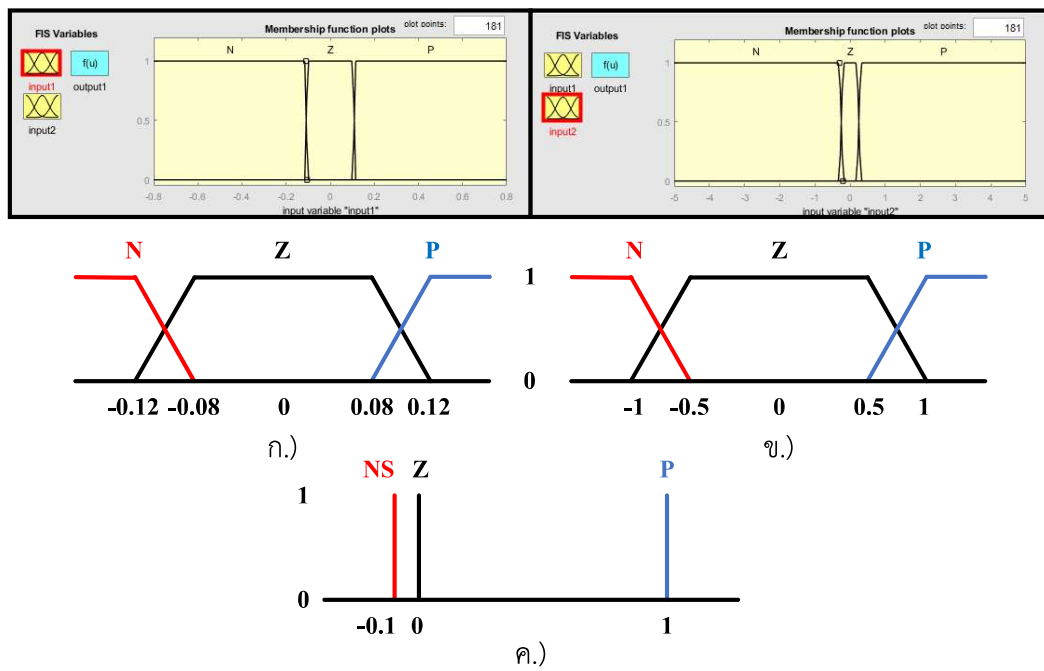 FIS Variables
f(u)
input1
output1
input2
Membership function plots
plot points:
181
N
Z
P
1
0.5
0
-0.8
-0.6
-0.4
-0.2
0
0.2
0.4
0.6
0.8
input variable "input1"
FIS Variables
f(u)
input1
output1
input2
Membership function plots
plot points:
181
N
Z
P
1
0.5
0
-5
-4
-3
-2
-1
0
1
2
3
4
5
input variable "input2"
N
Z
P
-0.12
-0.08
0
0.08
0.12
ก.)
1
0
N
Z
P
-1
-0.5
0
0.5
1
ข.)
NS
Z
P
1
0
-0.1
0
1
ค.)